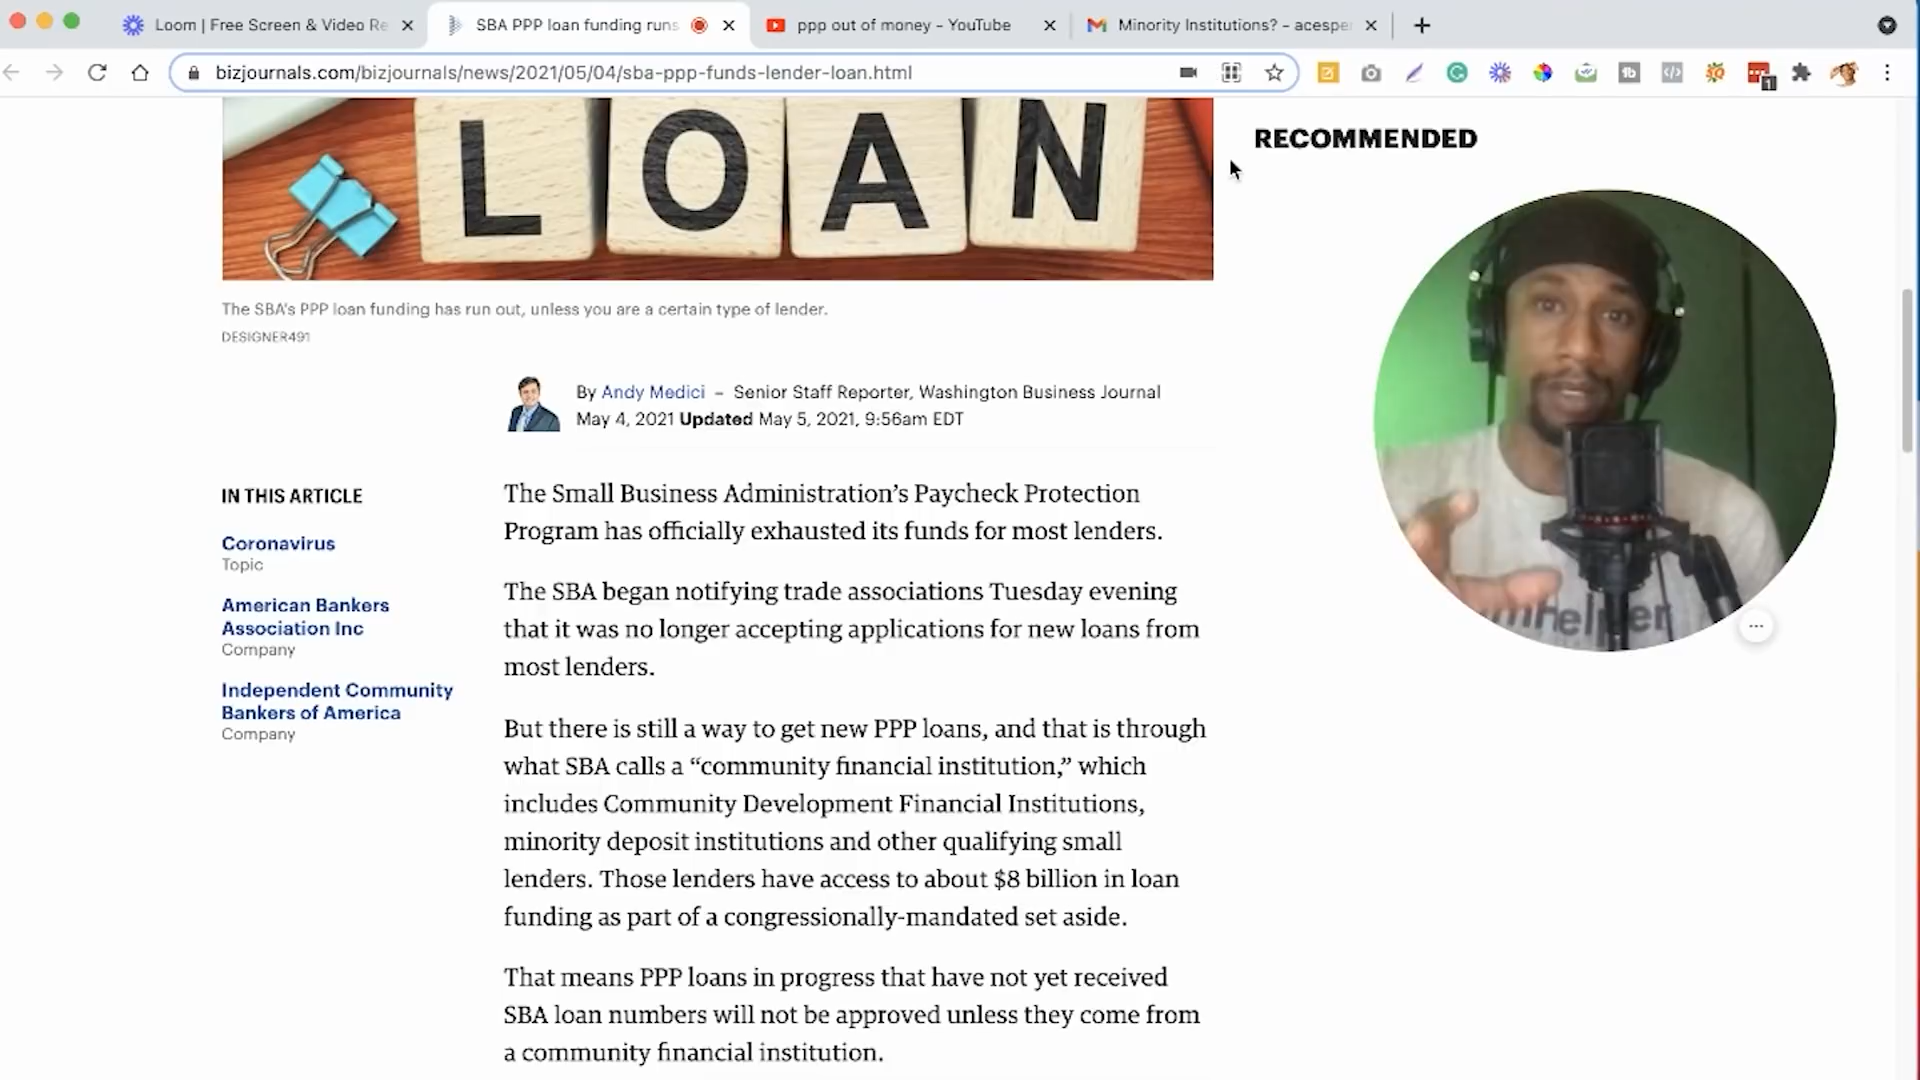 Loom | Free Screen & Video Re
SBA PPP loan funding runs
ppp out of money - YouTube
Minority Institutions? - acespe
bizjournals.com/bizjournals/news/2021/05/04/sba-ppp-funds-lender-loan.html
1
LOAN
RECOMMENDED
The SBA's PPP loan funding has run out, unless you are a certain type of lender.
DESIGNER491
By Andy Medici – Senior Staff Reporter, Washington Business Journal
May 4, 2021 Updated May 5, 2021, 9:56am EDT
IN THIS ARTICLE
Coronavirus
Topic
American Bankers
Association Inc
Company
Independent Community
Bankers of America
Company
The Small Business Administration’s Paycheck Protection
Program has officially exhausted its funds for most lenders.
The SBA began notifying trade associations Tuesday evening
that it was no longer accepting applications for new loans from
most lenders.
But there is still a way to get new PPP loans, and that is through
what SBA calls a “community financial institution,” which
includes Community Development Financial Institutions,
minority deposit institutions and other qualifying small
lenders. Those lenders have access to about $8 billion in loan
funding as part of a congressionally-mandated set aside.
That means PPP loans in progress that have not yet received
SBA loan numbers will not be approved unless they come from
a community financial institution.